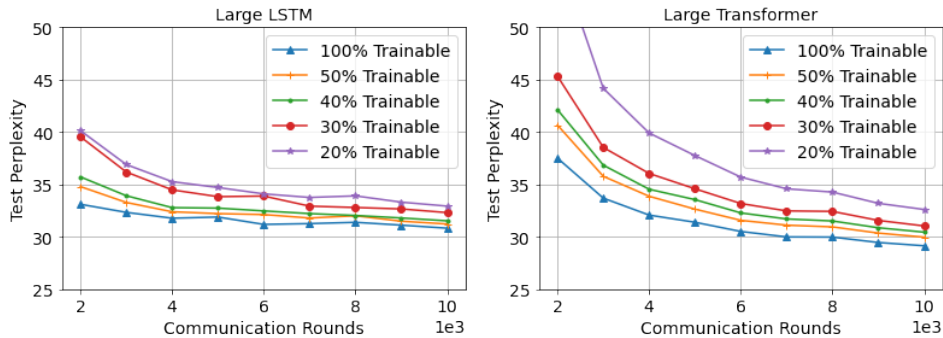 Large LSTM
50
45
40
35
30
25
Test Perplexity
100% Trainable
50% Trainable
40% Trainable
30% Trainable
20% Trainable
2
4
6
8
10
1e3
Communication Rounds
Large Transformer
50
45
40
35
30
25
Test Perplexity
100% Trainable
50% Trainable
40% Trainable
30% Trainable
20% Trainable
2
4
6
8
10
1e3
Communication Rounds